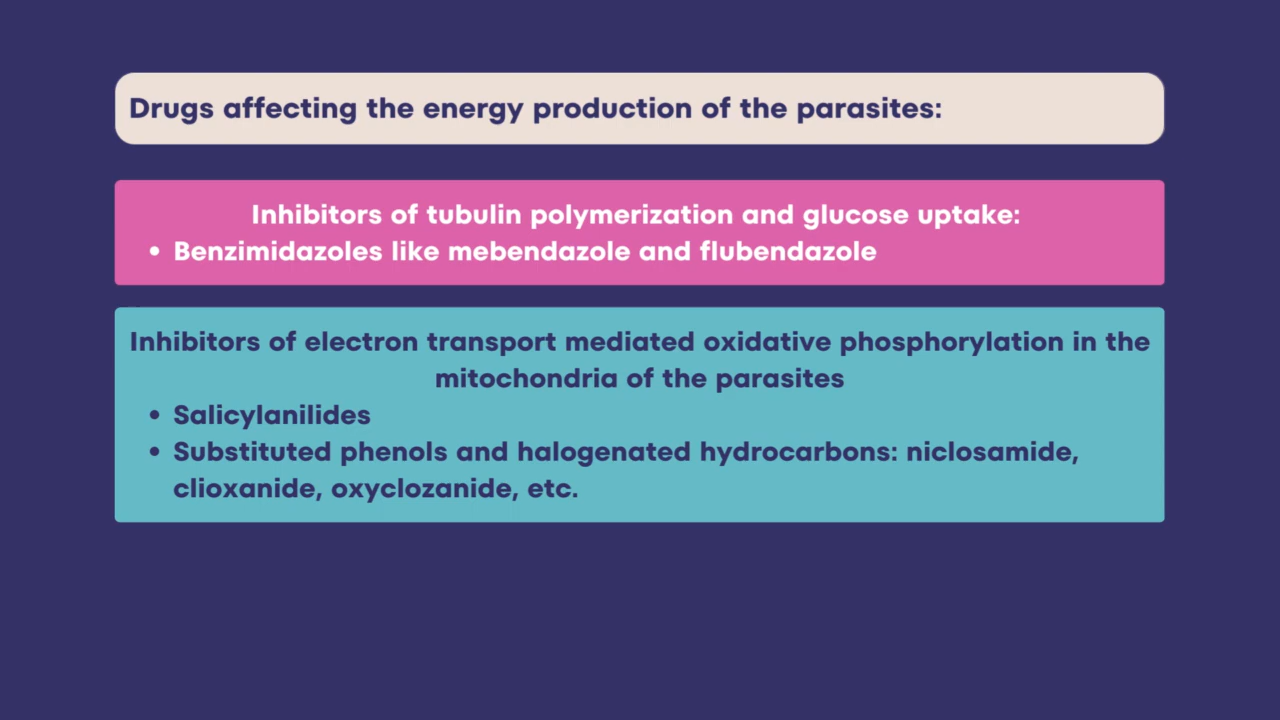 Drugs affecting the energy production of the parasites:
Inhibitors of tubulin polymerization and glucose uptake:
• Benzimidazoles like mebendazole and flubendazole
Inhibitors of electron transport mediated oxidative phosphorylation in the
mitochondria of the parasites
• Salicylanilides
• Substituted phenols and halogenated hydrocarbons: niclosamide,
clioxanide, oxyclozanide, etc.